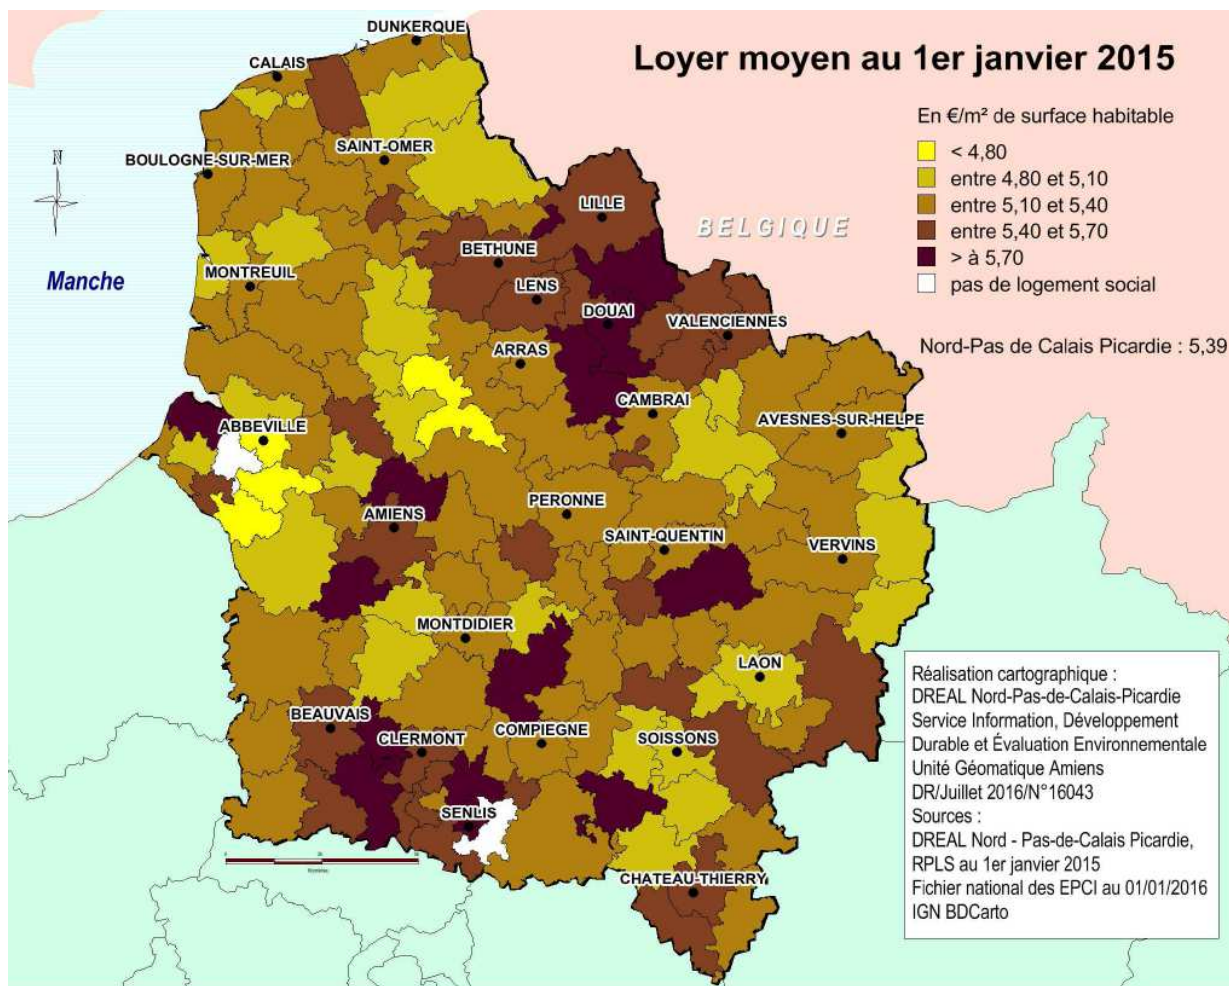 Loyer moyen au 1er janvier 2015
En €/m² de surface habitable
< 4,80
entre 4,80 et 5,10
entre 5,10 et 5,40
entre 5,40 et 5,70
> à 5,70
pas de logement social
Nord-Pas de Calais Picardie : 5,39
DUNKERQUE
CALAIS
N
SAINT-OMER
BOULOGNE-SUR-MER
LILLE
BELGIQUE
BETHUNE
Manche
MONTREUIL
LENS
DOUAI
VALENCIENNES
ARRAS
CAMBRAI
AVESNES-SUR-HELPE
ABBEVILLE
PERONNE
AMIENS
SAINT-QUENTIN
VERVINS
MONTDIDIER
LAON
BEAUVAIS
CLERMONT
COMPIEGNE
SOISSONS
SENLIS
CHATEAU-THIERRY
Réalisation cartographique :
DREAL Nord-Pas-de-Calais-Picardie
Service Information, Développement
Durable et Évaluation Environnementale
Unité Géomatique Amiens
DR/Juillet 2016/N°16043
Sources :
DREAL Nord - Pas-de-Calais Picardie,
RPLS au 1er janvier 2015
Fichier national des EPCI au 01/01/2016
IGN BDCarto